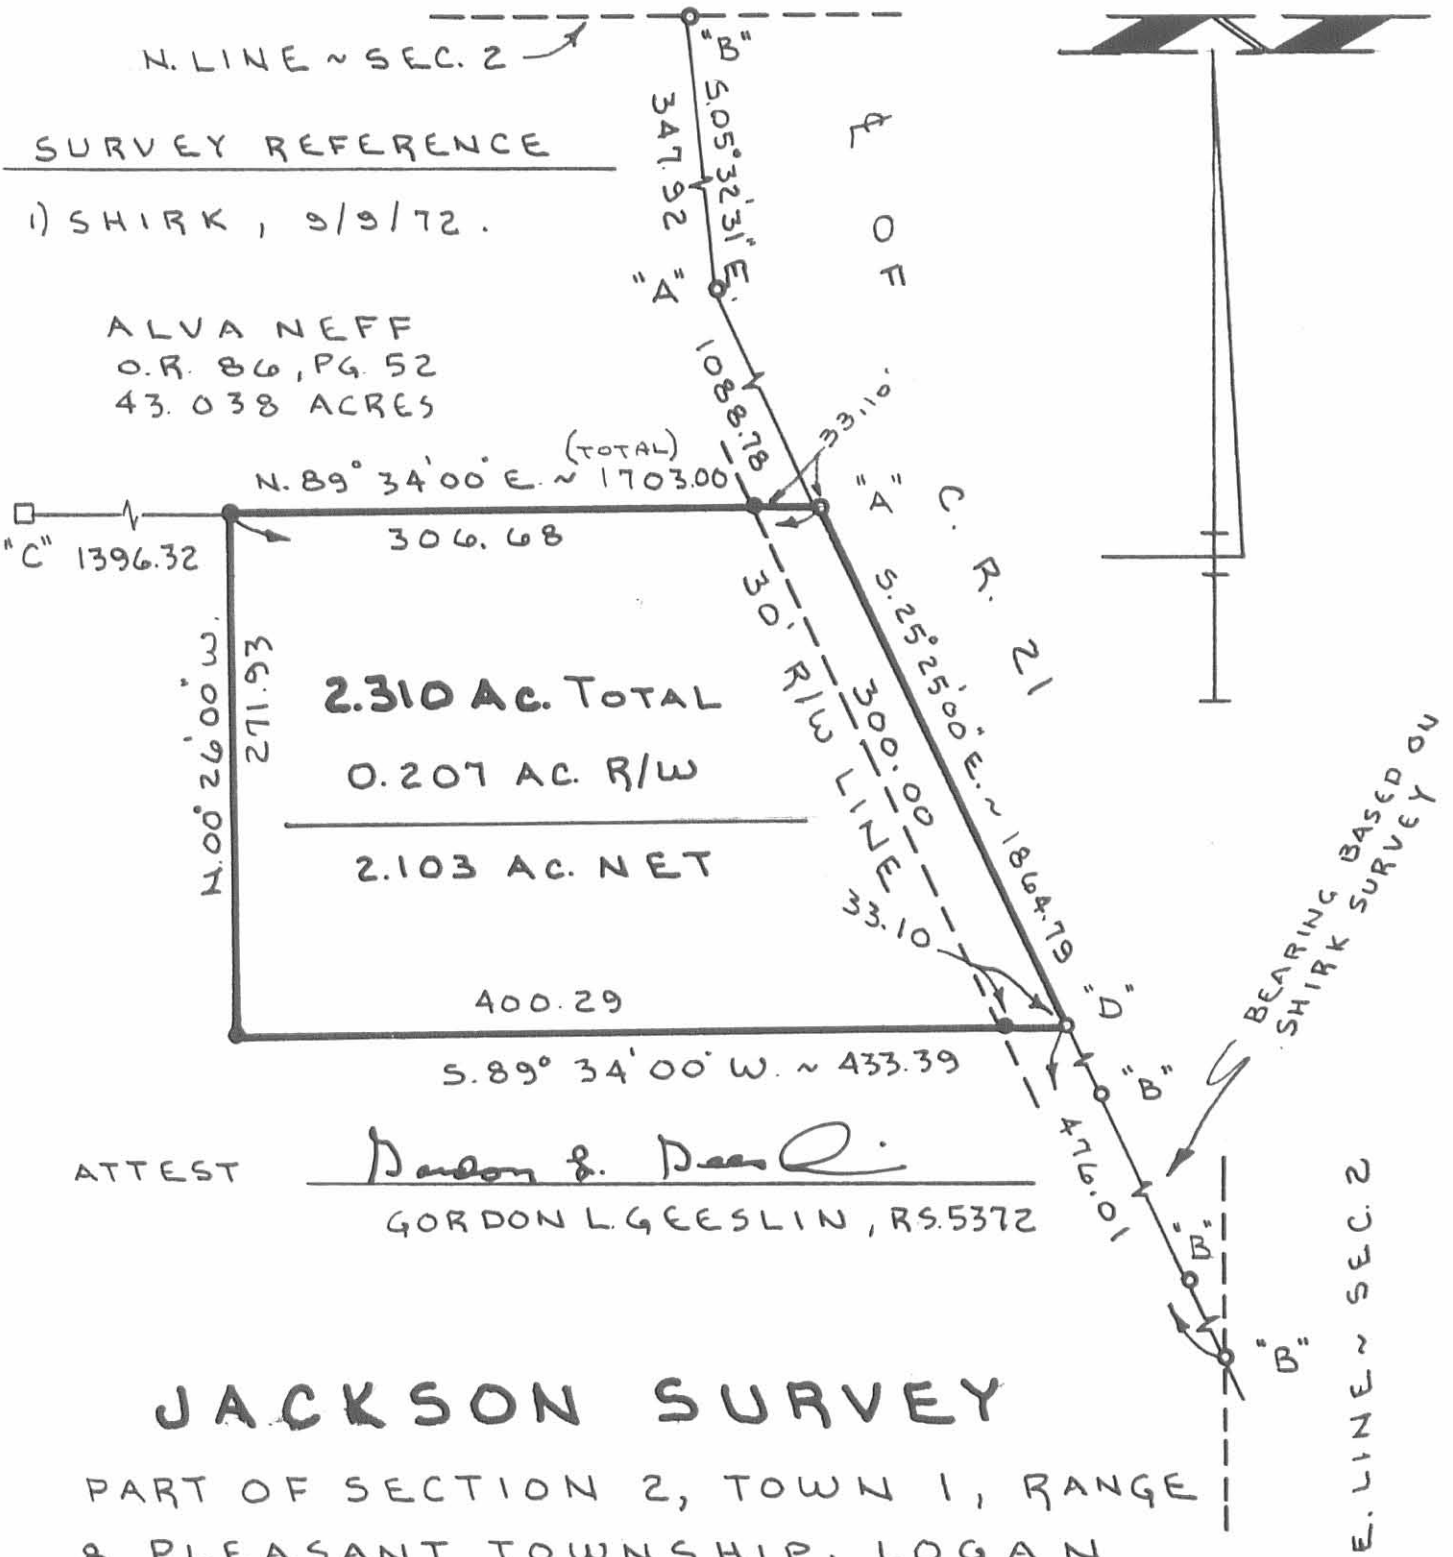 N. LINE ~ SEC. 2
"B"
S.05°32'31" E.
347.92
SURVEY REFERENCE
1) SHIRK, 9/9/72.
"A"
ALVA NEFF
O.R. 86, PG. 52
43.038 ACRES
℄ OF C.R. 21
1088.78
33.10'
(TOTAL)
N. 89° 34' 00" E. ~ 1703.00
"A"
"C" 1396.32
306.68
N.00° 26' 00" W.
271.93
2.310 AC. TOTAL
0.207 AC. R/W
2.103 AC. NET
30' R/W LINE
300.00
S.25° 25' 00" E. ~ 1864.79
33.10
400.29
"D"
S.89° 34' 00" W. ~ 433.39
"B"
476.01
BEARING BASED ON
SHIRK SURVEY
ATTEST
GORDON L. GEESLIN, RS.5372
"B"
"B"
E. LINE ~ SEC. 2
JACKSON SURVEY
PART OF SECTION 2, TOWN 1, RANGE
8 PLEASANT TOWNSHIP, LOGAN
N